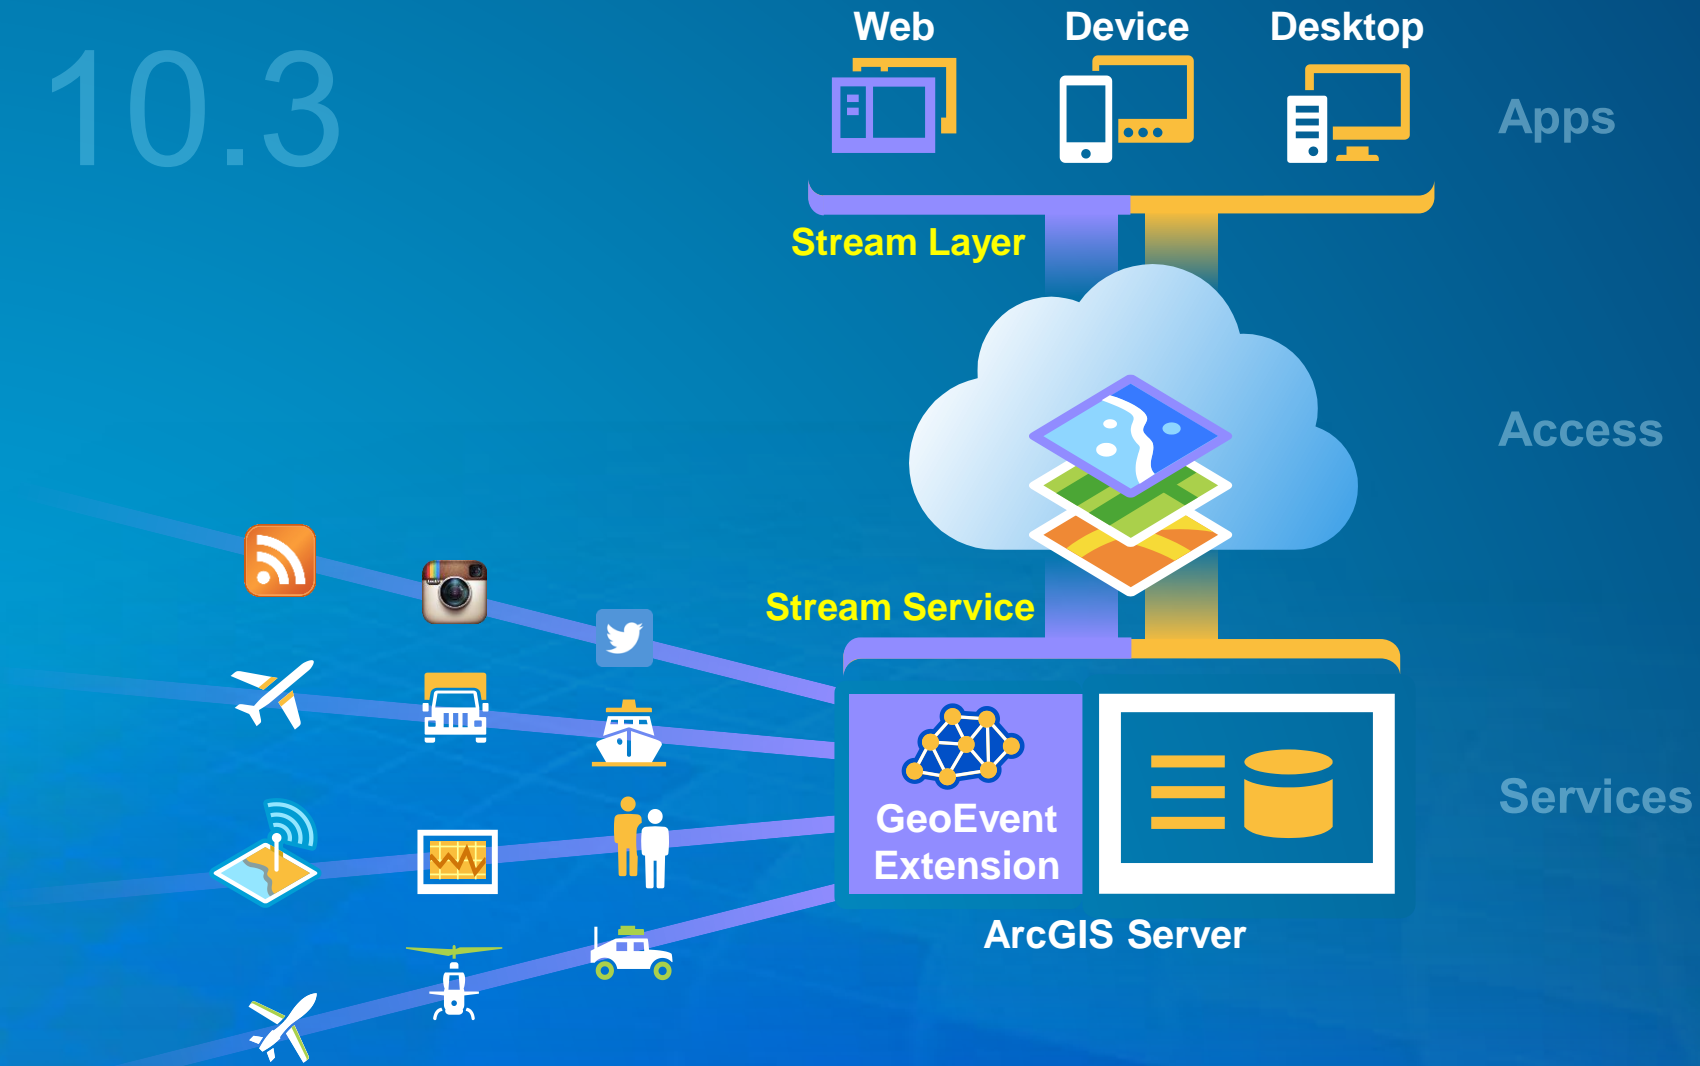 10.3
Web
Device
Desktop
Apps
Stream Layer
Access
Stream Service
GeoEvent
Extension
Services
ArcGIS Server